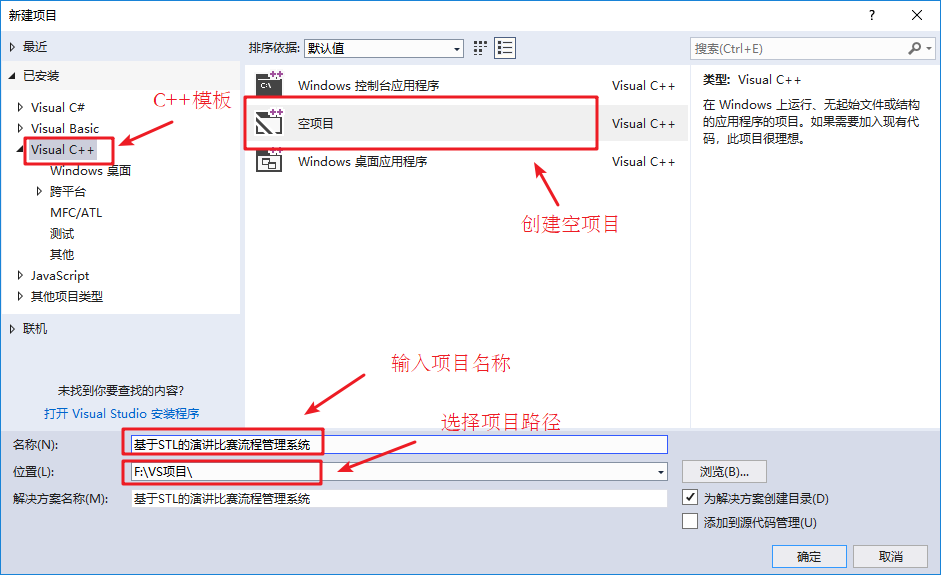 新建项目
?
最近
排序依据:
默认值
搜索(Ctrl+E)
已安装
Visual C#
Visual Basic
Visual C++
Windows 桌面
跨平台
MFC/ATL
测试
其他
JavaScript
其他项目类型
联机
未找到你要查找的内容?
打开 Visual Studio 安装程序
C++模板
Windows 控制台应用程序 Visual C++
空项目 Visual C++
Windows 桌面应用程序 Visual C++
创建空项目
类型: Visual C++
在 Windows 上运行、无起始文件或结构
的应用程序的项目。如果需要加入现有代
码，此项目很理想。
输入项目名称
选择项目路径
名称(N): 基于STL的演讲比赛流程管理系统
位置(L): F:\VS项目\
浏览(B)...
解决方案名称(M): 基于STL的演讲比赛流程管理系统
为解决方案创建目录(D)
添加到源代码管理(U)
确定
取消